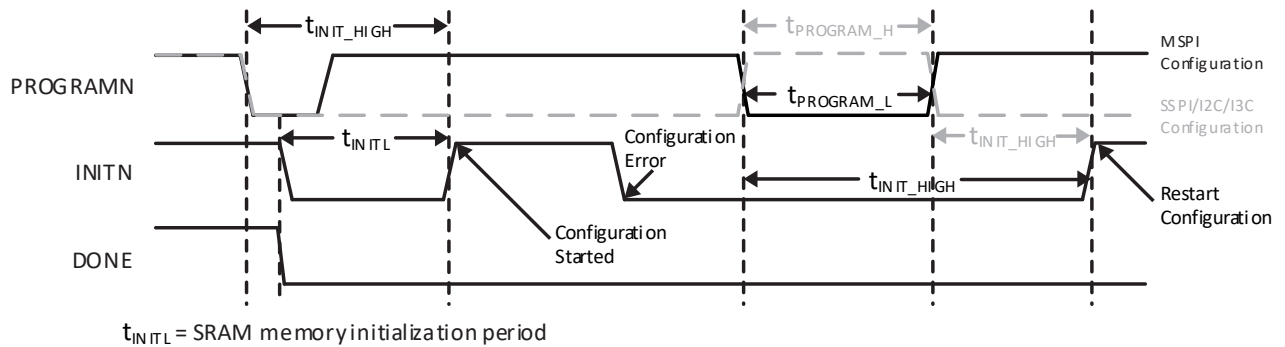 tINIT_HIGH
tPROGRAM_H
MSPI
Configuration
PROGRAMN
tPROGRAM_L
SSPI/I2C/I3C
Configuration
tINITL
Configuration
Error
tINIT_HIGH
INITN
tINIT_HIGH
Restart
Configuration
Configuration
Started
DONE
tINITL = SRAM memory initialization period